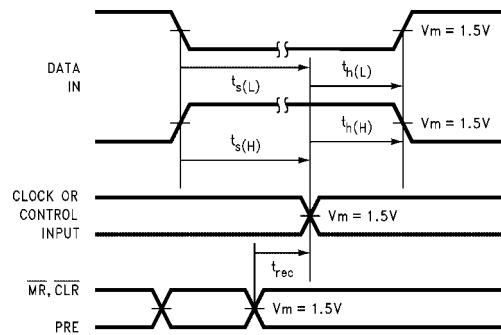 Vm = 1.5V
DATA
IN
ts(L)
th(L)
Vm = 1.5V
ts(H)
th(H)
CLOCK OR
CONTROL
INPUT
Vm = 1.5V
trec
MR, CLR
Vm = 1.5V
PRE